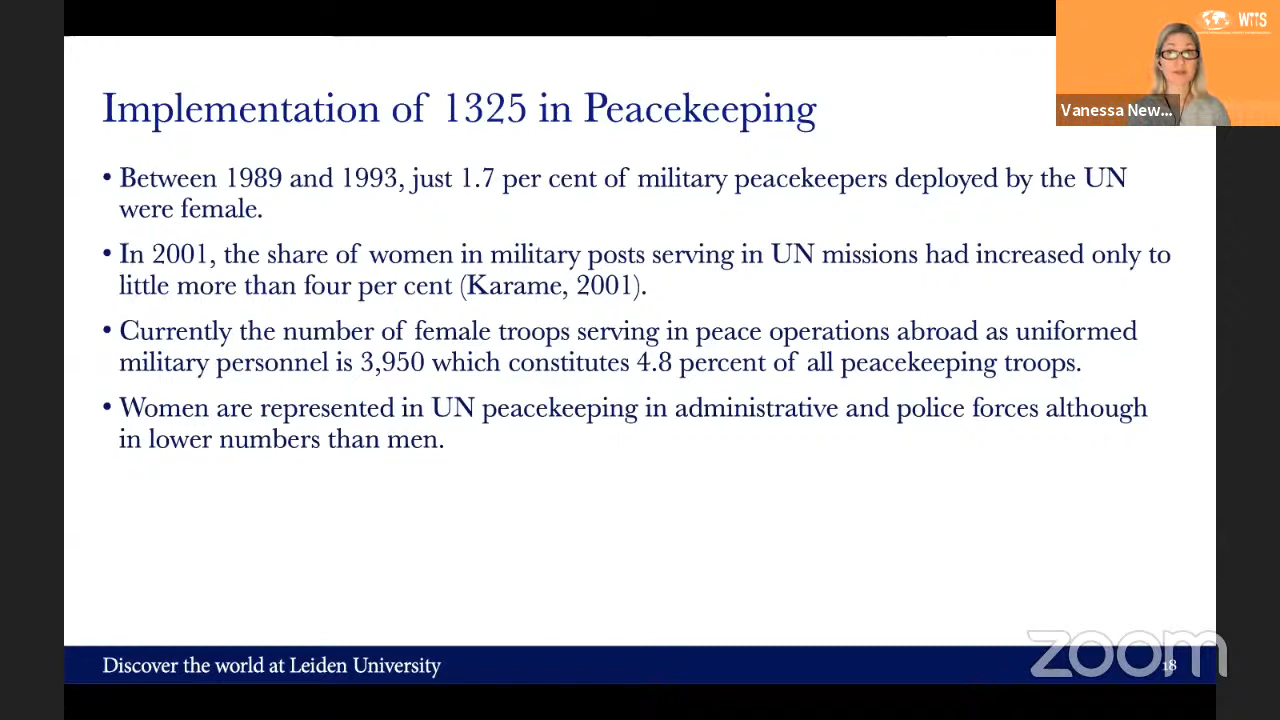 WIIS
Vanessa New...
Implementation of 1325 in Peacekeeping
• Between 1989 and 1993, just 1.7 per cent of military peacekeepers deployed by the UN
were female.
• In 2001, the share of women in military posts serving in UN missions had increased only to
little more than four per cent (Karame, 2001).
• Currently the number of female troops serving in peace operations abroad as uniformed
military personnel is 3,950 which constitutes 4.8 percent of all peacekeeping troops.
• Women are represented in UN peacekeeping in administrative and police forces although
in lower numbers than men.
Discover the world at Leiden University
zoom
18